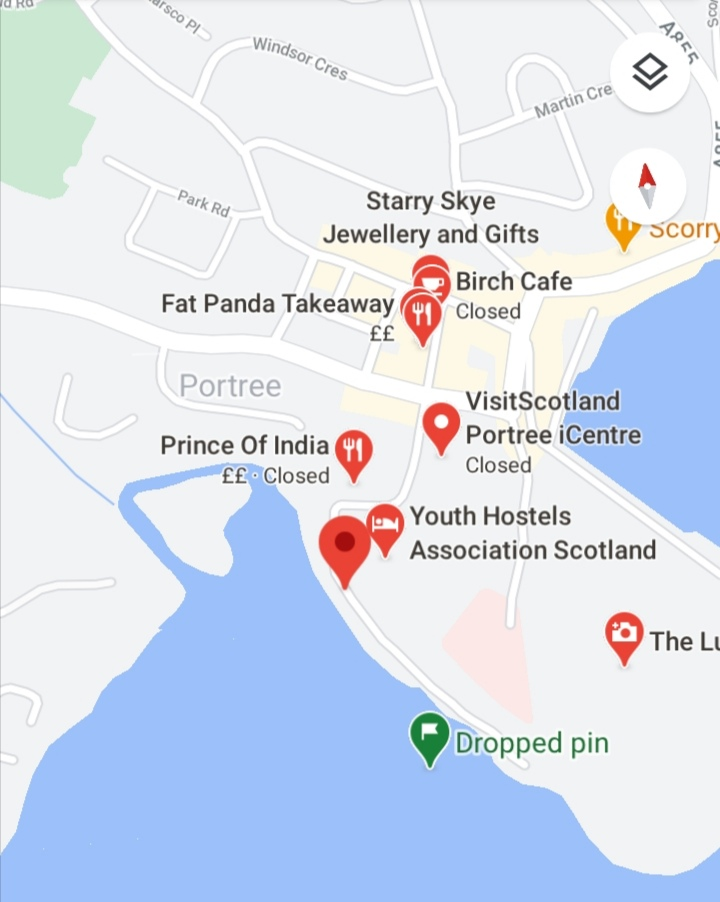 Windsor Cres
Martin Cre
A855
Park Rd
Starry Skye
Jewellery and Gifts
Scorry
Birch Cafe
Closed
Fat Panda Takeaway
££
Portree
VisitScotland
Portree iCentre
Closed
Prince Of India
££ · Closed
Youth Hostels
Association Scotland
The Lu
Dropped pin